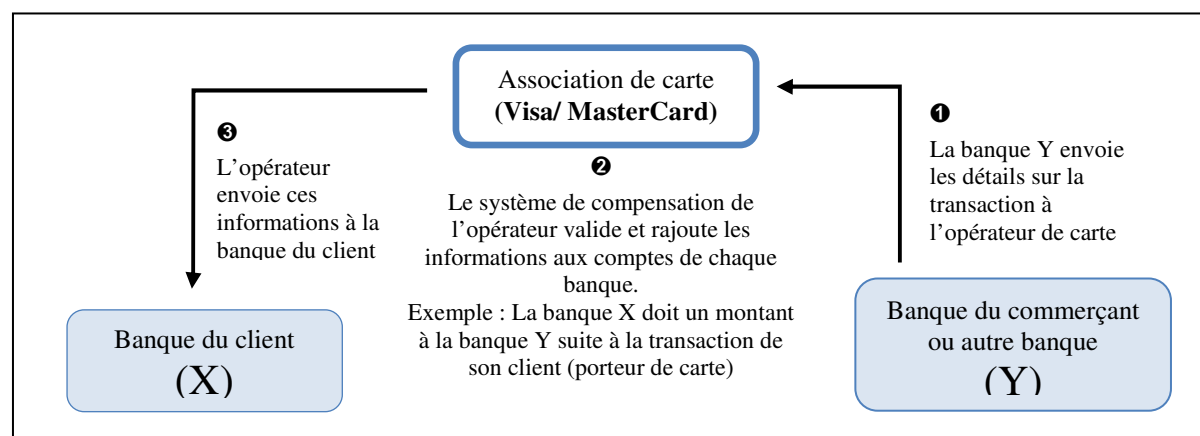 Association de carte
(Visa/ MasterCard)
❶
La banque Y envoie
les détails sur la
transaction à
l’opérateur de carte
❷
Le système de compensation de
l’opérateur valide et rajoute les
informations aux comptes de chaque
banque.
Exemple : La banque X doit un montant
à la banque Y suite à la transaction de
son client (porteur de carte)
❸
L’opérateur
envoie ces
informations à la
banque du client
Banque du client
(X)
Banque du commerçant
ou autre banque
(Y)